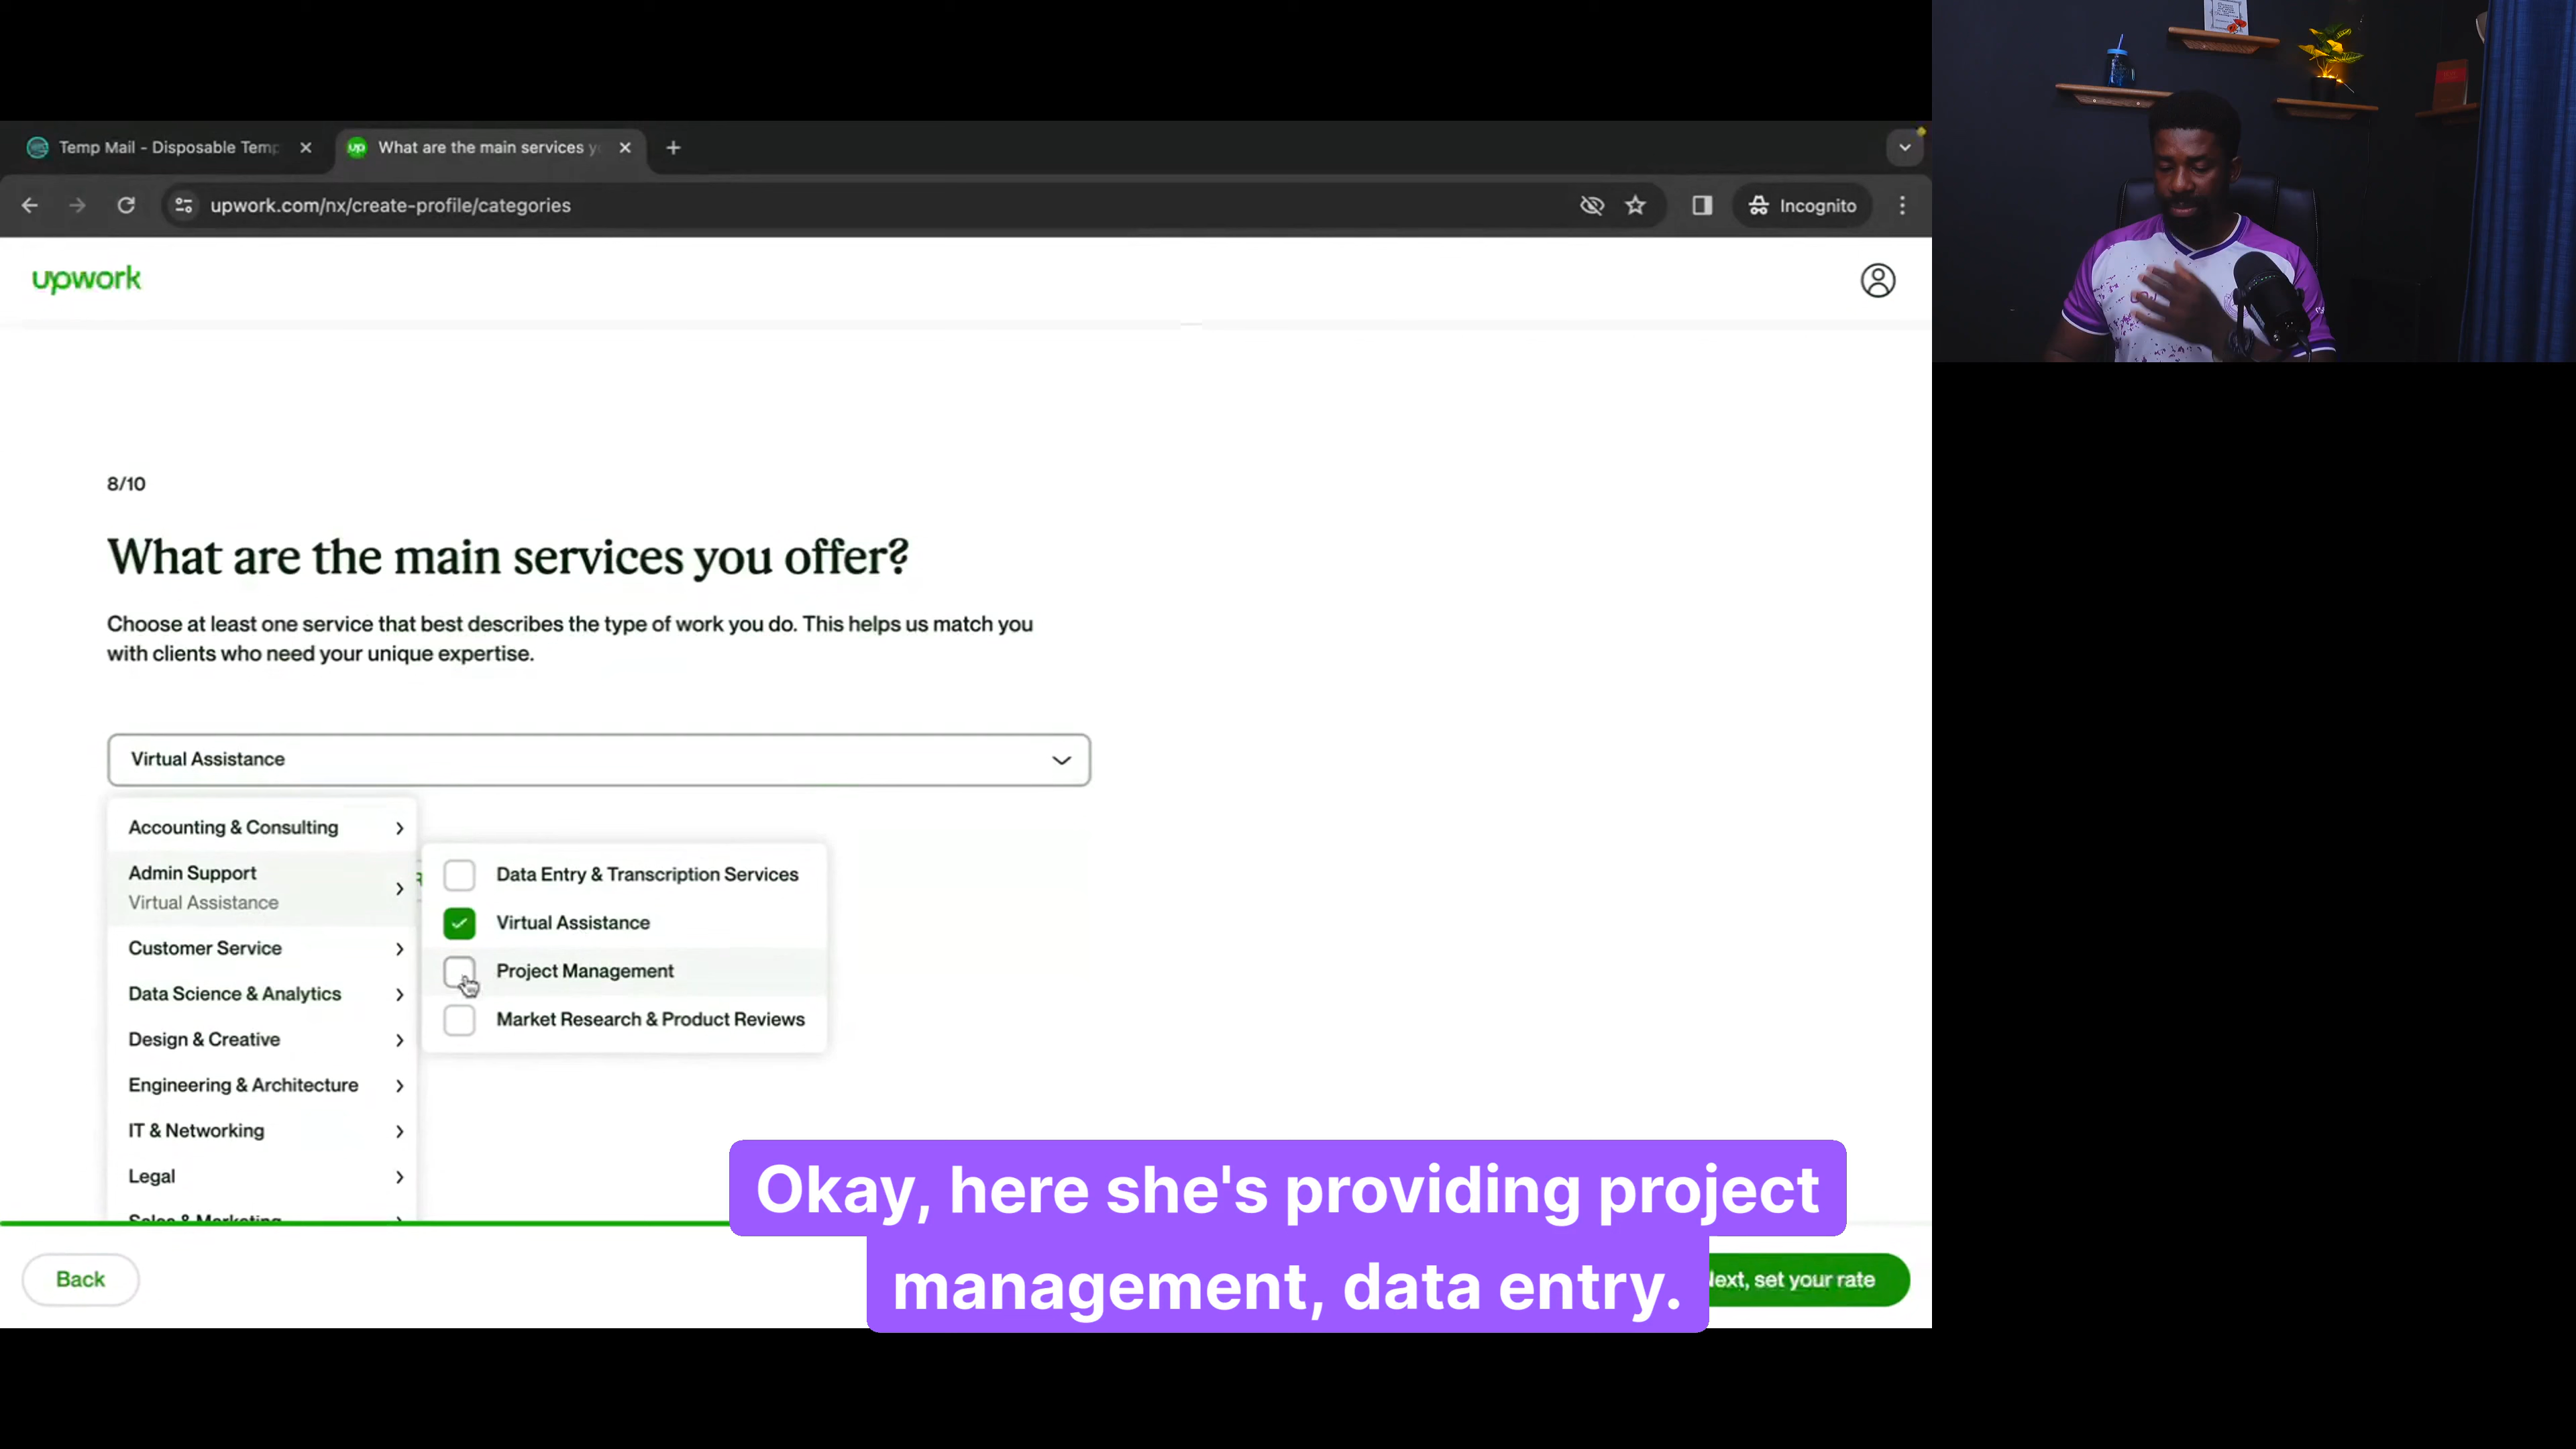 Temp Mail - Disposable Temp
What are the main services y
upwork.com/nx/create-profile/categories
Incognito
upwork
8/10
What are the main services you offer?
Choose at least one service that best describes the type of work you do. This helps us match you
with clients who need your unique expertise.
Virtual Assistance
Accounting & Consulting
Admin Support
Virtual Assistance
Customer Service
Data Science & Analytics
Design & Creative
Engineering & Architecture
IT & Networking
Legal
Sales & Marketing
Data Entry & Transcription Services
Virtual Assistance
Project Management
Market Research & Product Reviews
Okay, here she's providing project
management, data entry.
Back
Next, set your rate